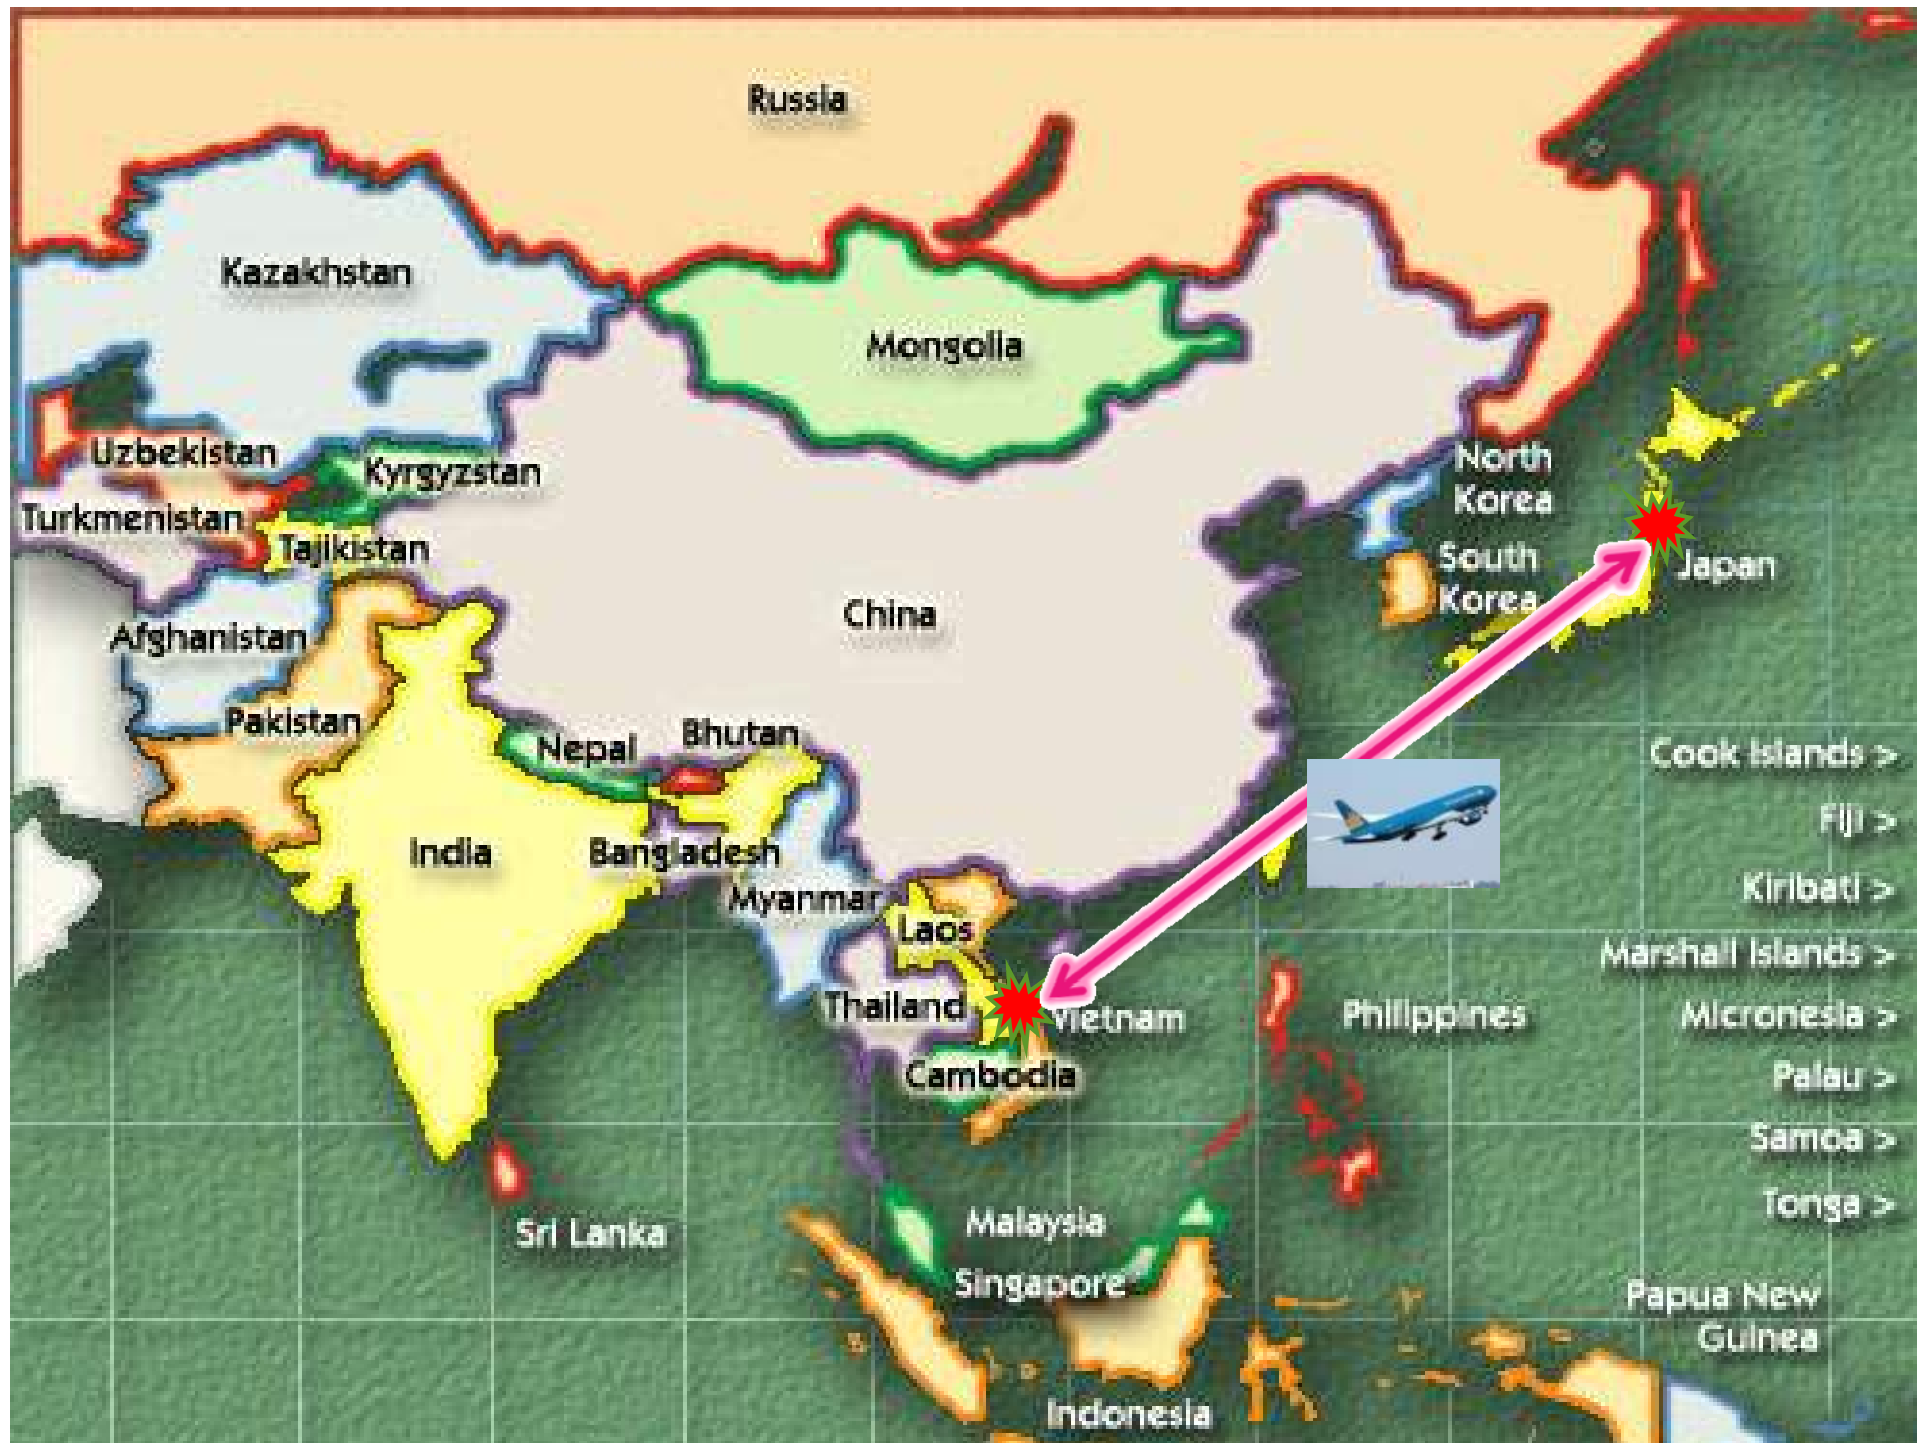 Russia
Kazakhstan
Mongolia
Uzbekistan
Kyrgyzstan
North
Korea
Turkmenistan
Tajikistan
South
Korea
Japan
China
Afghanistan
Pakistan
Nepal
Bhutan
Cook Islands >
Fiji >
India
Bangladesh
Myanmar
Kiribati >
Laos
Marshall Islands >
Thailand
Vietnam
Philippines
Micronesia >
Cambodia
Palau >
Samoa >
Tonga >
Malaysia
Sri Lanka
Singapore
Papua New
Guinea
Indonesia